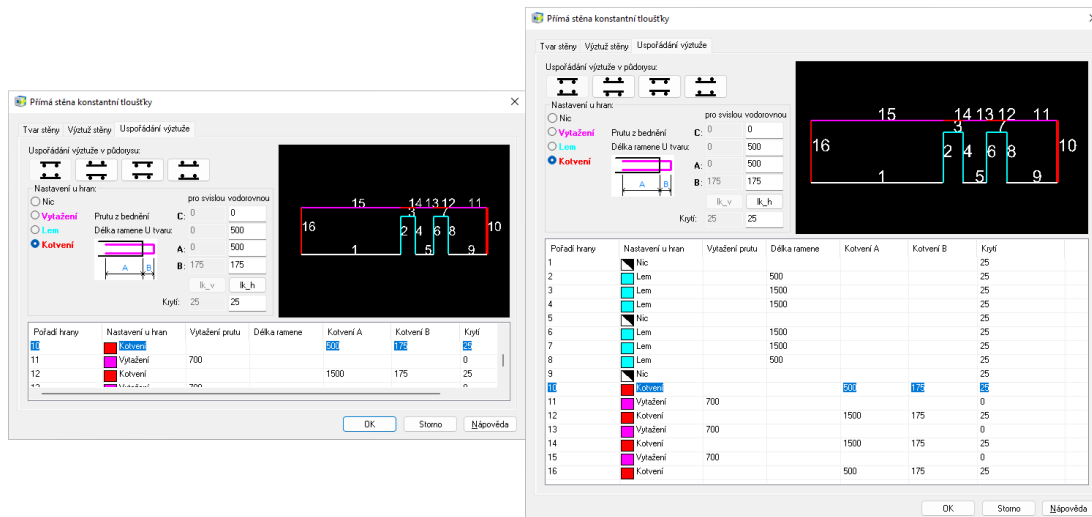 Přímá stěna konstantní tloušťky
Tvar stěny Výztuž stěny Uspořádání výztuže
Uspořádání výztuže v půdorysu:
Nastavení u hran:
pro svislou vodorovnou
Nic
Vytažení Prutu z bednění C: 0 0
Lem Délka ramene U tvaru: 0 500
Kotvení A: 0 500
B: 175 175
A B
lk_v lk_h
Krytí: 25 25
15 14 13 12 11
3 7
16 2 4 6 8 10
1 5 9
Pořadí hrany Nastavení u hran Vytažení prutu Délka ramene Kotvení A Kotvení B Krytí
10 Kotvení 500 175 25
11 Vytažení 700 0
12 Kotvení 1500 175 25
13 Vytažení 700 0
OK Storno Nápověda
Přímá stěna konstantní tloušťky
Tvar stěny Výztuž stěny Uspořádání výztuže
Uspořádání výztuže v půdorysu:
Nastavení u hran:
pro svislou vodorovnou
Nic
Vytažení Prutu z bednění C: 0 0
Lem Délka ramene U tvaru: 0 500
Kotvení A: 0 500
B: 175 175
A B
lk_v lk_h
Krytí: 25 25
15 14 13 12 11
3 7
16 2 4 6 8 10
1 5 9
Pořadí hrany Nastavení u hran Vytažení prutu Délka ramene Kotvení A Kotvení B Krytí
1 Nic 25
2 Lem 500 25
3 Lem 1500 25
4 Lem 1500 25
5 Nic 25
6 Lem 1500 25
7 Lem 1500 25
8 Lem 500 25
9 Nic 25
10 Kotvení 500 175 25
11 Vytažení 700 0
12 Kotvení 1500 175 25
13 Vytažení 700 0
14 Kotvení 1500 175 25
15 Vytažení 700 0
16 Kotvení 500 175 25
OK Storno Nápověda